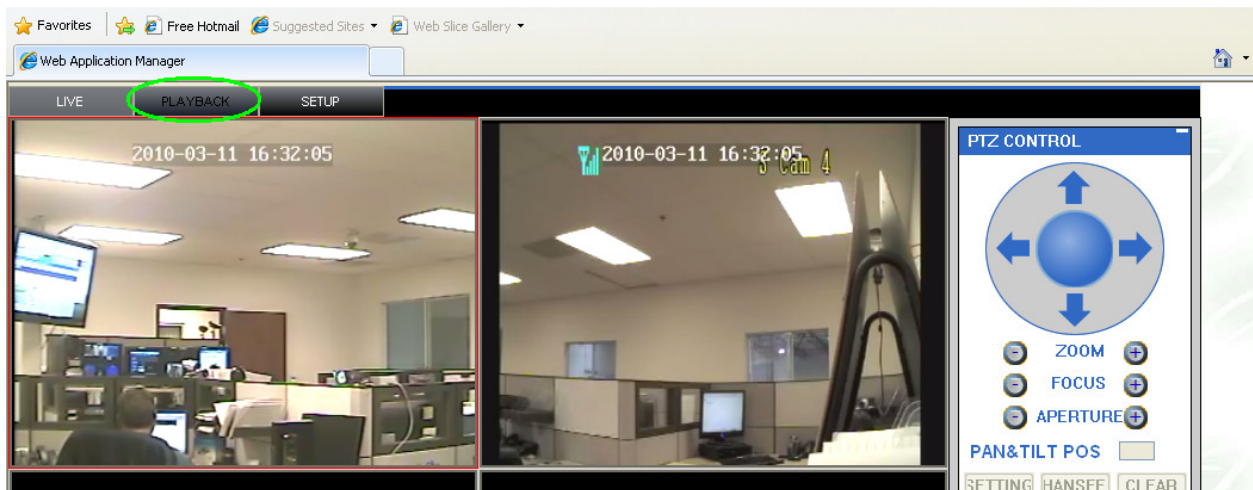 Favorites Free Hotmail Suggested Sites Web Slice Gallery
Web Application Manager
LIVE PLAYBACK SETUP
2010-03-11 16:32:05
2010-03-11 16:32:05
S Cam 4
PTZ CONTROL
- ZOOM +
- FOCUS +
- APERTURE +
PAN&TILT POS
SETTING HANSEF CLEAR